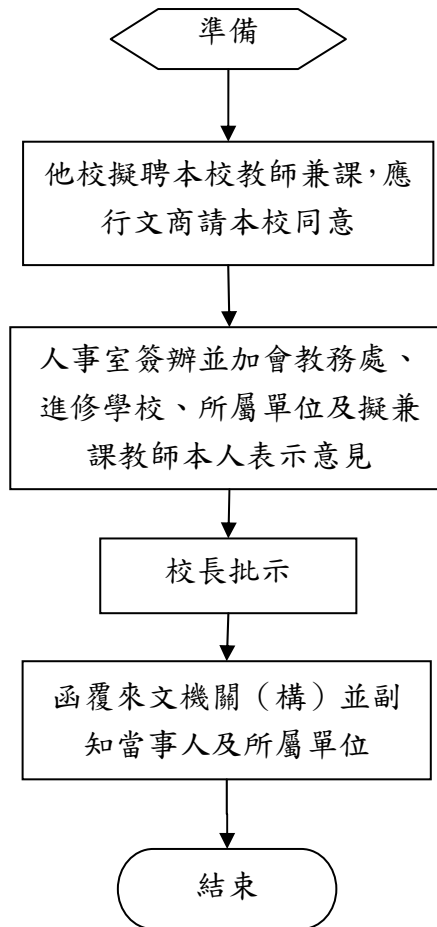 準備
他校擬聘本校教師兼課,應
行文商請本校同意
人事室簽辦並加會教務處、
進修學校、所屬單位及擬兼
課教師本人表示意見
校長批示
函覆來文機關(構)並副
知當事人及所屬單位
結束